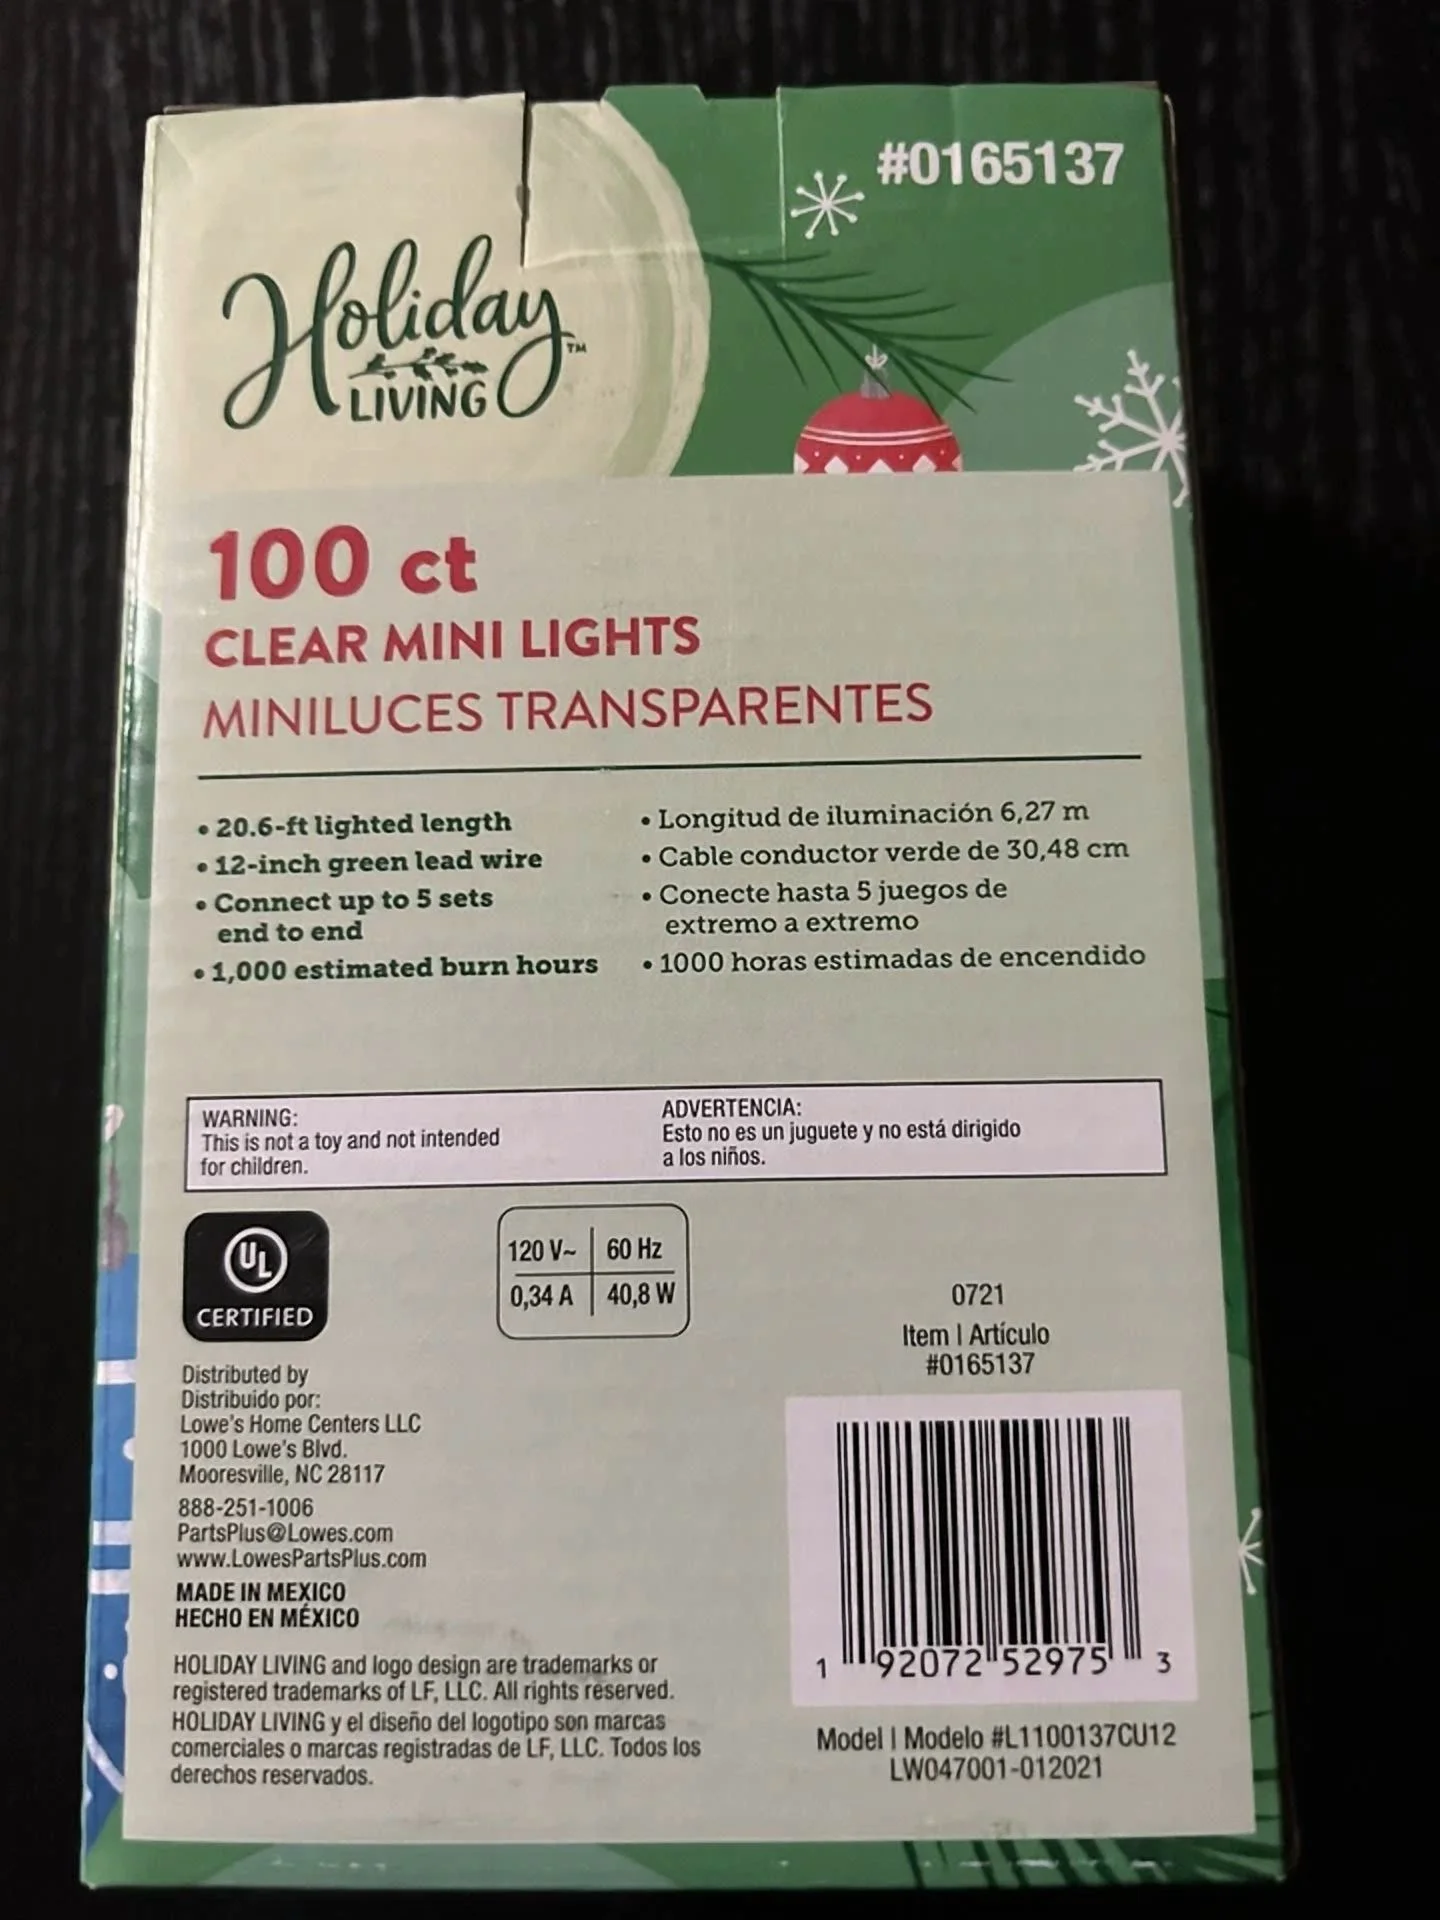 #0165137
Holiday™
LIVING
100 ct
CLEAR MINI LIGHTS
MINILUCES TRANSPARENTES
• 20.6-ft lighted length
• 12-inch green lead wire
• Connect up to 5 sets
end to end
• 1,000 estimated burn hours
• Longitud de iluminación 6,27 m
• Cable conductor verde de 30,48 cm
• Conecte hasta 5 juegos de
extremo a extremo
• 1000 horas estimadas de encendido
WARNING:
This is not a toy and not intended
for children.
ADVERTENCIA:
Esto no es un juguete y no está dirigido
a los niños.
UL
CERTIFIED
120 V~ 60 Hz
0,34 A 40,8 W
Distributed by
Distribuido por:
Lowe's Home Centers LLC
1000 Lowe's Blvd.
Mooresville, NC 28117
888-251-1006
PartsPlus@Lowes.com
www.LowesPartsPlus.com
MADE IN MEXICO
HECHO EN MÉXICO
HOLIDAY LIVING and logo design are trademarks or
registered trademarks of LF, LLC. All rights reserved.
HOLIDAY LIVING y el diseño del logotipo son marcas
comerciales o marcas registradas de LF, LLC. Todos los
derechos reservados.
0721
Item | Artículo
#0165137
1 92072 52975 3
Model | Modelo #L1100137CU12
LW047001-012021